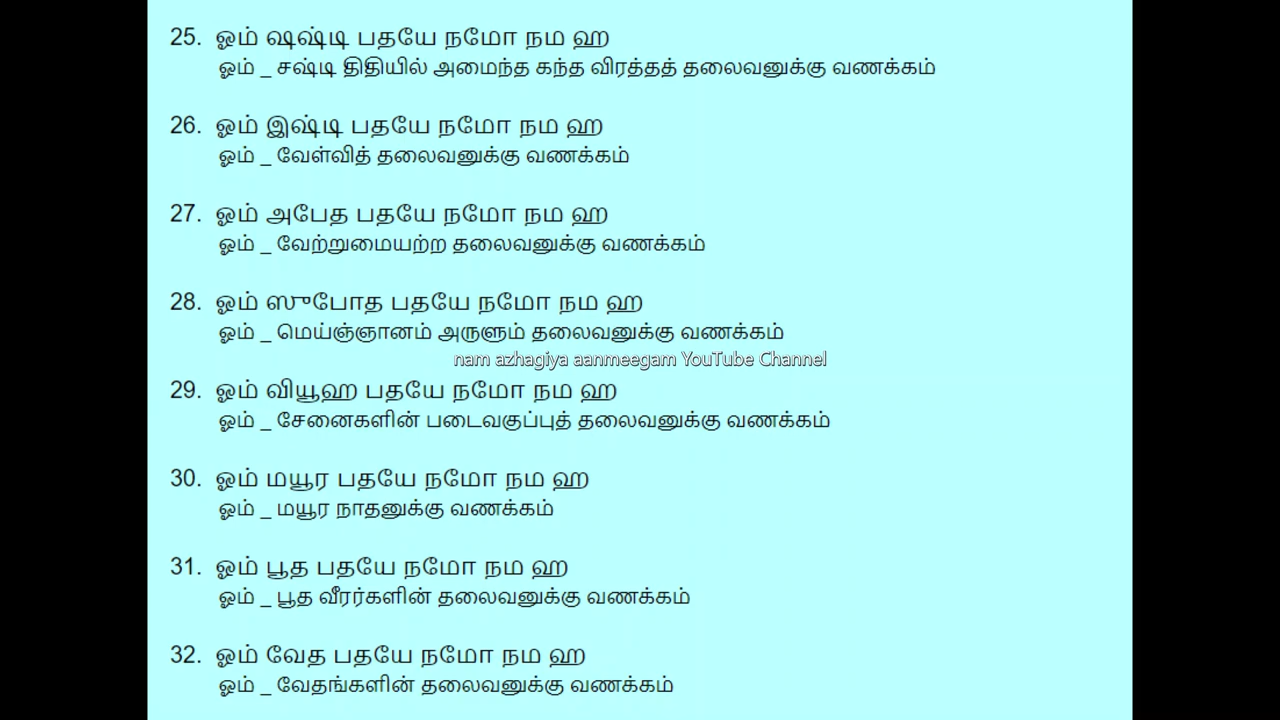 25. ஓம் ஷஷ்டி பதயே நமோ நம ஹ
ஓம் _ சஷ்டி திதியில் அமைந்த கந்த விரத்தத் தலைவனுக்கு வணக்கம்
26. ஓம் இஷ்டி பதயே நமோ நம ஹ
ஓம் _ வேள்வித் தலைவனுக்கு வணக்கம்
27. ஓம் அபேத பதயே நமோ நம ஹ
ஓம் _ வேற்றுமையற்ற தலைவனுக்கு வணக்கம்
28. ஓம் ஸுபோத பதயே நமோ நம ஹ
ஓம் _ மெய்ஞ்ஞானம் அருளும் தலைவனுக்கு வணக்கம்
nam azhagiya aanmeegam YouTube Channel
29. ஓம் வியூஹ பதயே நமோ நம ஹ
ஓம் _ சேனைகளின் படைவகுப்புத் தலைவனுக்கு வணக்கம்
30. ஓம் மயூர பதயே நமோ நம ஹ
ஓம் _ மயூர நாதனுக்கு வணக்கம்
31. ஓம் பூத பதயே நமோ நம ஹ
ஓம் _ பூத வீரர்களின் தலைவனுக்கு வணக்கம்
32. ஓம் வேத பதயே நமோ நம ஹ
ஓம் _ வேதங்களின் தலைவனுக்கு வணக்கம்